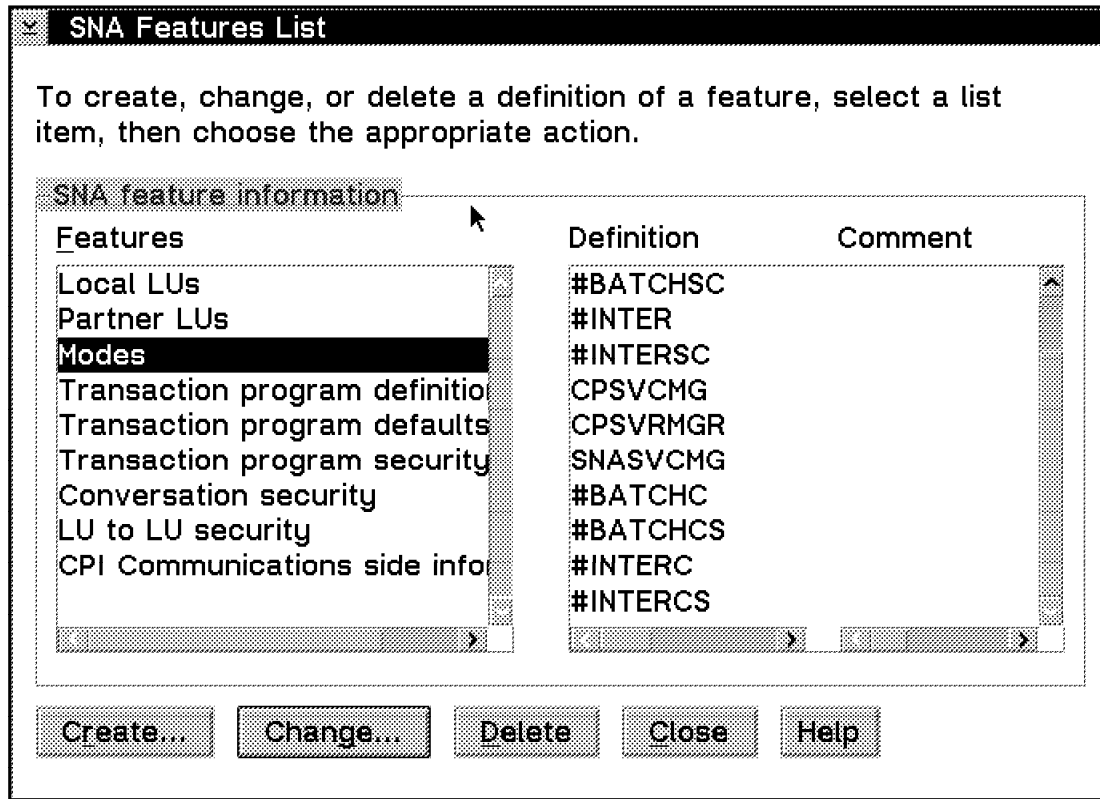 SNA Features List
To create, change, or delete a definition of a feature, select a list
item, then choose the appropriate action.
SNA feature information
Features
Local LUs
Partner LUs
Modes
Transaction program definitio
Transaction program defaults
Transaction program security
Conversation security
LU to LU security
CPI Communications side infor
Definition
#BATCHSC
#INTER
#INTERSC
CPSVCMG
CPSVRMGR
SNASVCMG
#BATCHC
#BATCHCS
#INTERC
#INTERCS
Comment
Create...
Change...
Delete
Close
Help